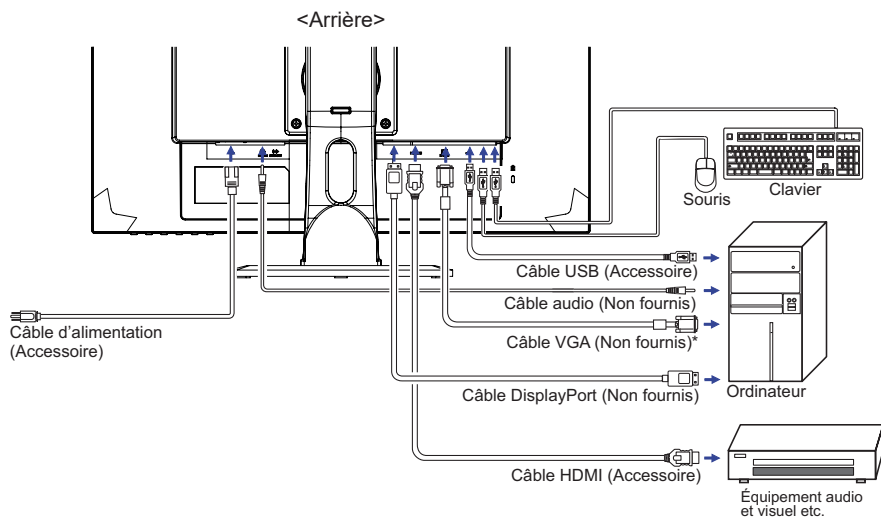 <Arrière>
Souris
Clavier
Câble USB (Accessoire)
Câble audio (Non fournis)
Câble d'alimentation
(Accessoire)
Câble VGA (Non fournis)*
Câble DisplayPort (Non fournis)
Ordinateur
Câble HDMI (Accessoire)
Équipement audio
et visuel etc.